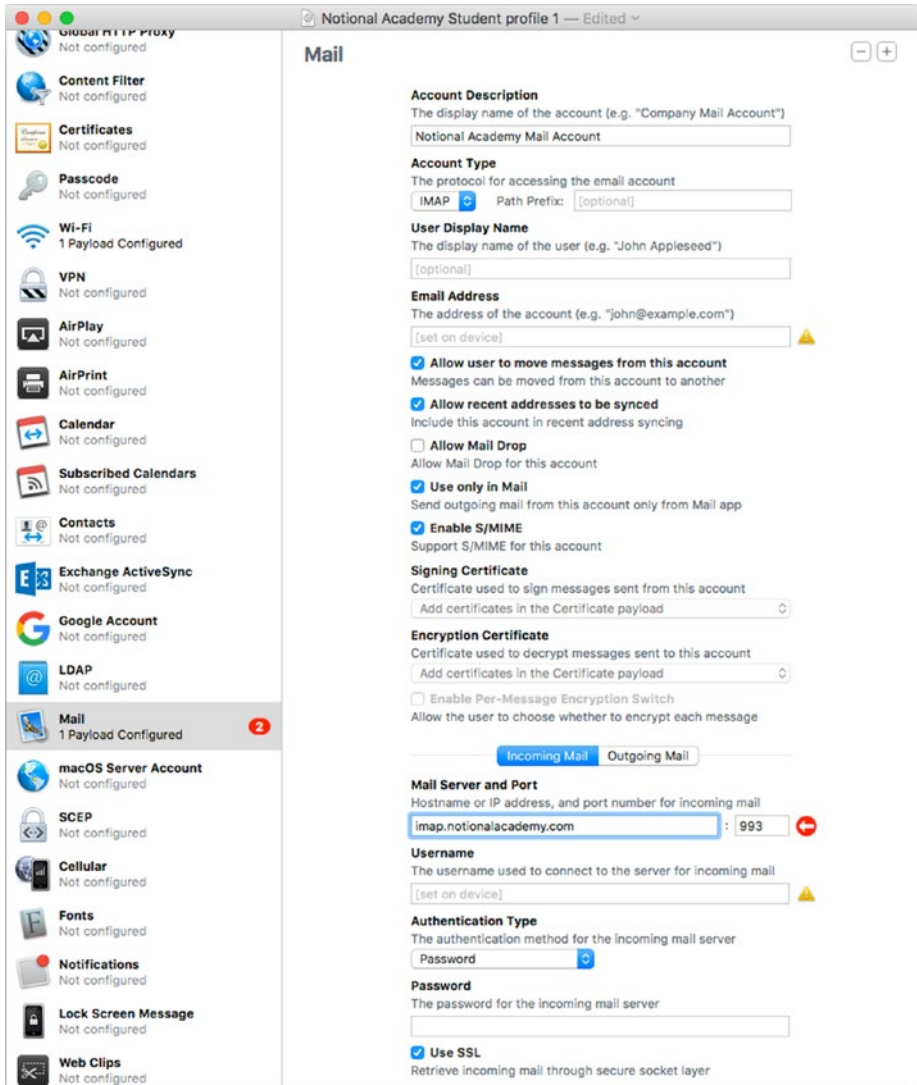 Notional Academy Student profile 1 — Edited
Global HTTP Proxy
Not configured
Content Filter
Not configured
Certificates
Not configured
Passcode
Not configured
Wi-Fi
1 Payload Configured
VPN
Not configured
AirPlay
Not configured
AirPrint
Not configured
Calendar
Not configured
Subscribed Calendars
Not configured
Contacts
Not configured
Exchange ActiveSync
Not configured
Google Account
Not configured
LDAP
Not configured
Mail
1 Payload Configured
2
macOS Server Account
Not configured
SCEP
Not configured
Cellular
Not configured
Fonts
Not configured
Notifications
Not configured
Lock Screen Message
Not configured
Web Clips
Not configured
Mail
Account Description
The display name of the account (e.g. "Company Mail Account")
Notional Academy Mail Account
Account Type
The protocol for accessing the email account
IMAP Path Prefix: [optional]
User Display Name
The display name of the user (e.g. "John Appleseed")
[optional]
Email Address
The address of the account (e.g. "john@example.com")
[set on device]
Allow user to move messages from this account
Messages can be moved from this account to another
Allow recent addresses to be synced
Include this account in recent address syncing
Allow Mail Drop
Allow Mail Drop for this account
Use only in Mail
Send outgoing mail from this account only from Mail app
Enable S/MIME
Support S/MIME for this account
Signing Certificate
Certificate used to sign messages sent from this account
Add certificates in the Certificate payload
Encryption Certificate
Certificate used to decrypt messages sent to this account
Add certificates in the Certificate payload
Enable Per-Message Encryption Switch
Allow the user to choose whether to encrypt each message
Incoming Mail Outgoing Mail
Mail Server and Port
Hostname or IP address, and port number for incoming mail
imap.notionalacademy.com : 993
Username
The username used to connect to the server for incoming mail
[set on device]
Authentication Type
The authentication method for the incoming mail server
Password
Password
The password for the incoming mail server
Use SSL
Retrieve incoming mail through secure socket layer